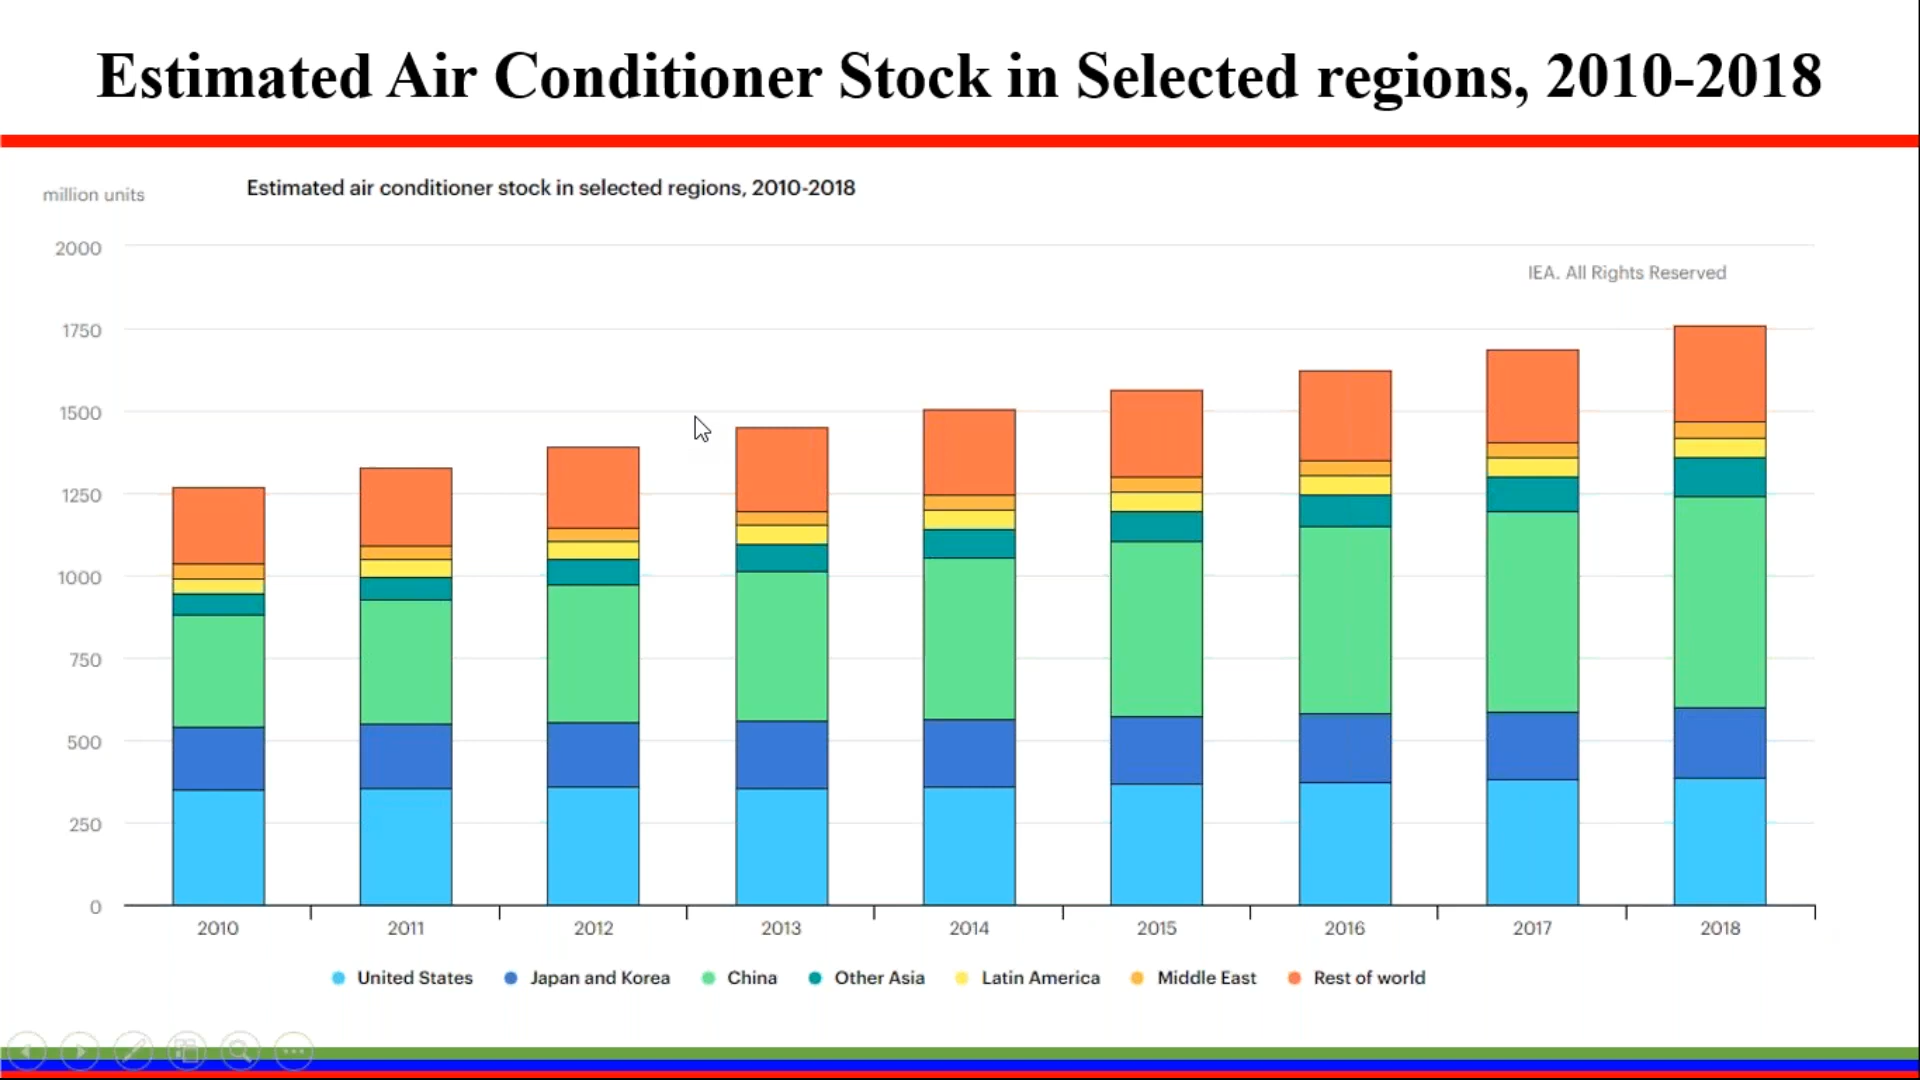 Estimated Air Conditioner Stock in Selected regions, 2010-2018
million units
Estimated air conditioner stock in selected regions, 2010-2018
IEA. All Rights Reserved
2000
1750
1500
1250
1000
750
500
250
0
2010 2011 2012 2013 2014 2015 2016 2017 2018
United States Japan and Korea China Other Asia Latin America Middle East Rest of world